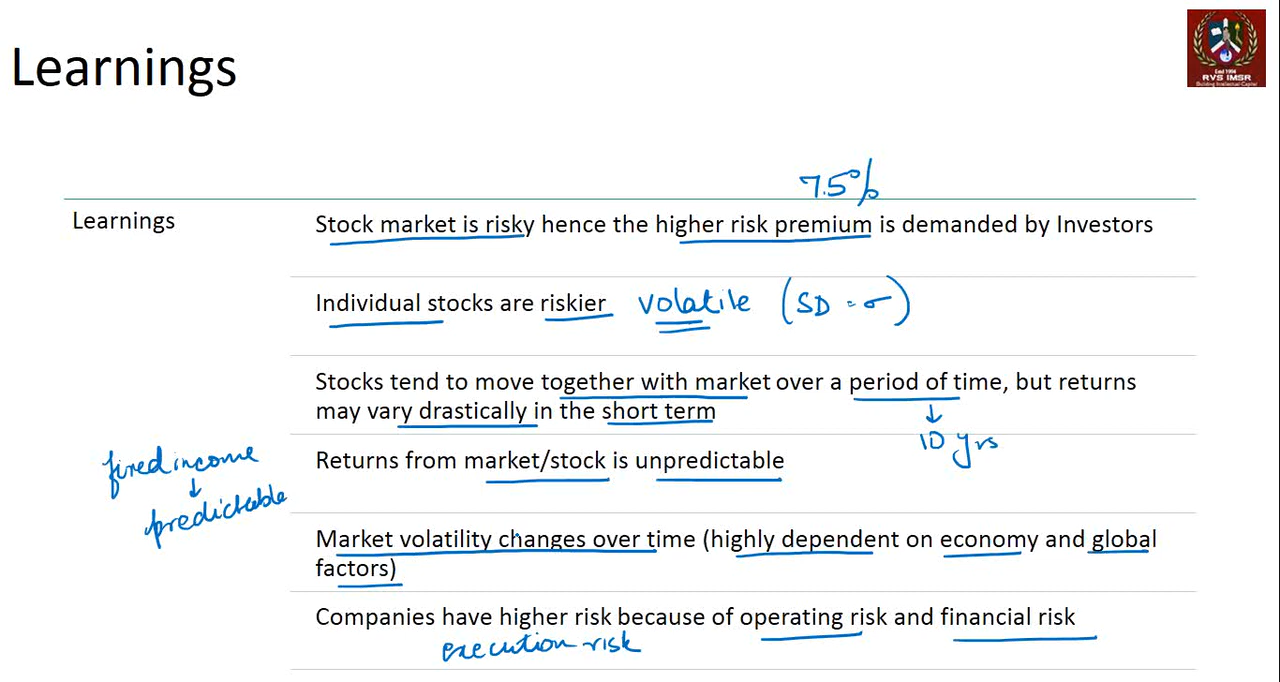 Learnings
Estd 1994
RVS IMSR
Building Intellectual Capital
7.5%
Learnings
Stock market is risky hence the higher risk premium is demanded by Investors
Individual stocks are riskier volatile (SD = σ)
Stocks tend to move together with market over a period of time, but returns
may vary drastically in the short term
10 yrs
fixed income
Returns from market/stock is unpredictable
predictable
Market volatility changes over time (highly dependent on economy and global
factors)
Companies have higher risk because of operating risk and financial risk
execution risk